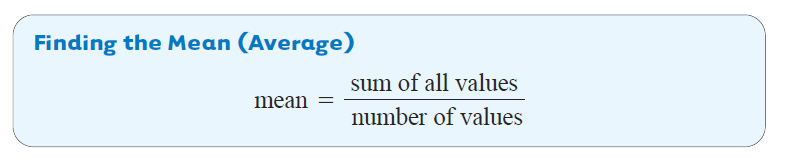 Finding the Mean (Average)
mean = sum of all values / number of values